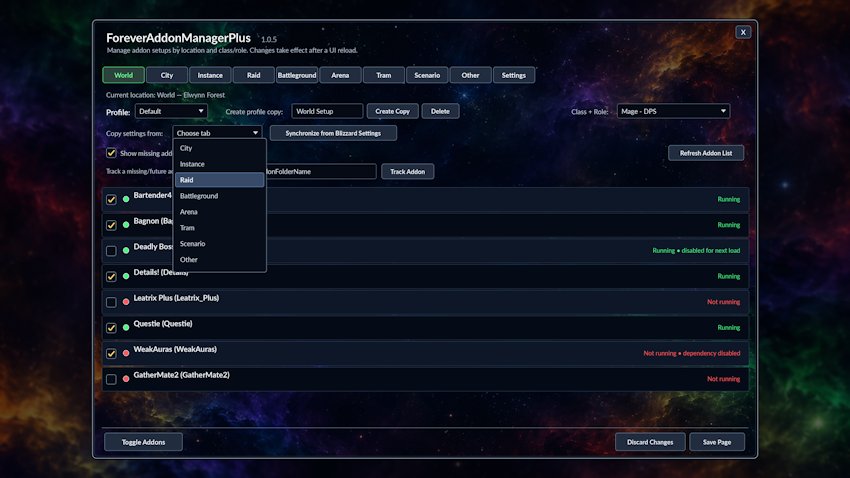 ForeverAddonManagerPlus 1.0.5
X
Manage addon setups by location and class/role. Changes take effect after a UI reload.
World City Instance Raid Battleground Arena Tram Scenario Other Settings
Current location: World — Elwynn Forest
Profile: Default Create profile copy: World Setup Create Copy Delete Class + Role: Mage - DPS
Copy settings from: Choose tab Synchronize from Blizzard Settings
City
Instance
Raid
Battleground
Arena
Tram
Scenario
Other
Show missing add
Refresh Addon List
Track a missing/future a
onFolderName Track Addon
Bartender4 Running
Bagnon (Bag Running
Deadly Boss Running • disabled for next load
Details! (Details) Running
Leatrix Plus (Leatrix_Plus) Not running
Questie (Questie) Running
WeakAuras (WeakAuras) Not running • dependency disabled
GatherMate2 (GatherMate2) Not running
Toggle Addons Discard Changes Save Page